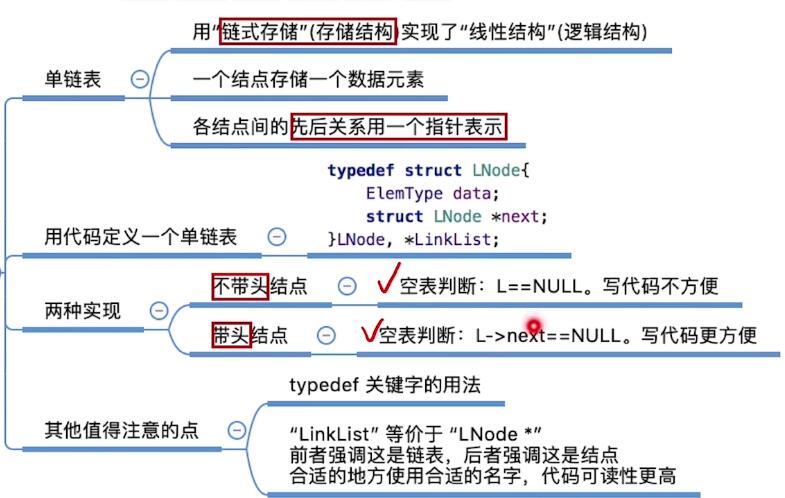 用“链式存储”(存储结构)实现了“线性结构”(逻辑结构)
单链表
一个结点存储一个数据元素
各结点间的先后关系用一个指针表示
typedef struct LNode{
ElemType data;
struct LNode *next;
}LNode, *LinkList;
用代码定义一个单链表
不带头结点
空表判断：L==NULL。写代码不方便
两种实现
带头结点
空表判断：L->next==NULL。写代码更方便
typedef 关键字的用法
其他值得注意的点
“LinkList” 等价于 “LNode *”
前者强调这是链表，后者强调这是结点
合适的地方使用合适的名字，代码可读性更高